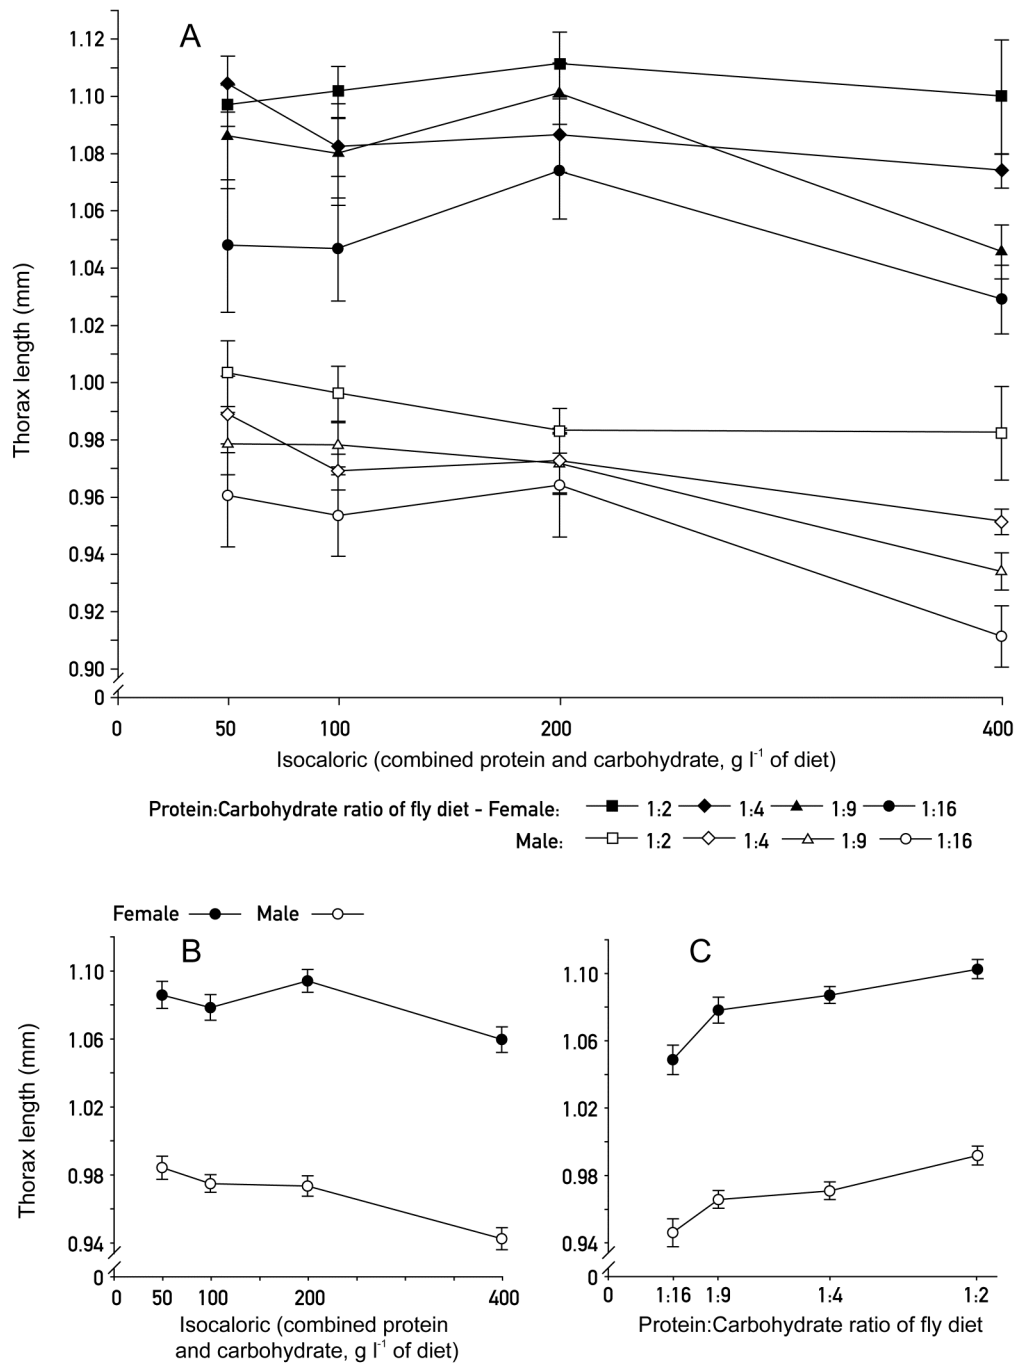 A
1.12
1.10
1.08
1.06
1.04
1.02
1.00
0.98
0.96
0.94
0.92
0.90
0
Thorax length (mm)
0 50 100 200 400
Isocaloric (combined protein and carbohydrate, g l⁻¹ of diet)
Protein:Carbohydrate ratio of fly diet - Female: 1:2 1:4 1:9 1:16
Male: 1:2 1:4 1:9 1:16
Female Male
B
1.10
1.06
1.02
0.98
0.94
0
Thorax length (mm)
0 50 100 200 400
Isocaloric (combined protein
and carbohydrate, g l⁻¹ of diet)
C
1.10
1.06
1.02
0.98
0.94
0
0 1:16 1:9 1:4 1:2
Protein:Carbohydrate ratio of fly diet